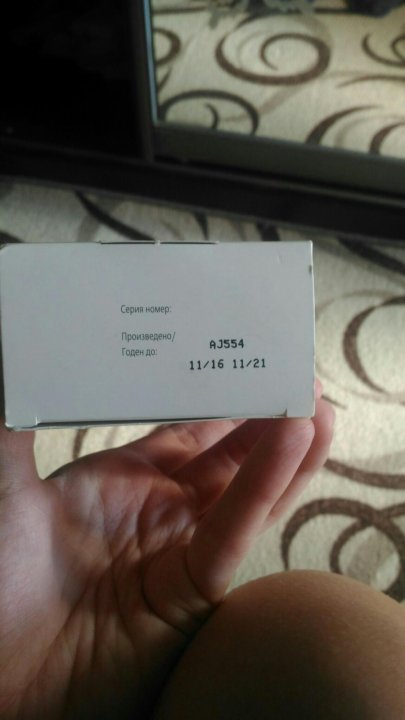 Серия номер:
Произведено/
AJ554
Годен до:
11/16 11/21